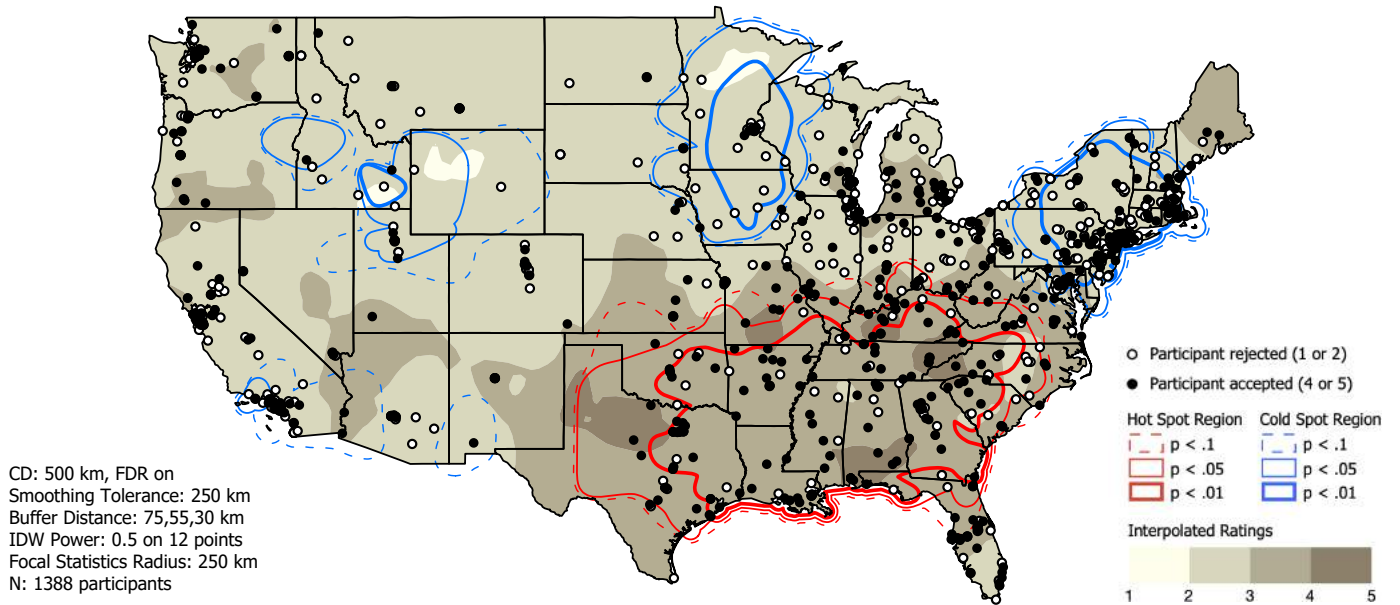 CD: 500 km, FDR on
Smoothing Tolerance: 250 km
Buffer Distance: 75,55,30 km
IDW Power: 0.5 on 12 points
Focal Statistics Radius: 250 km
N: 1388 participants
Participant rejected (1 or 2)
Participant accepted (4 or 5)
Hot Spot Region Cold Spot Region
p < .1 p < .1
p < .05 p < .05
p < .01 p < .01
Interpolated Ratings
1 2 3 4 5